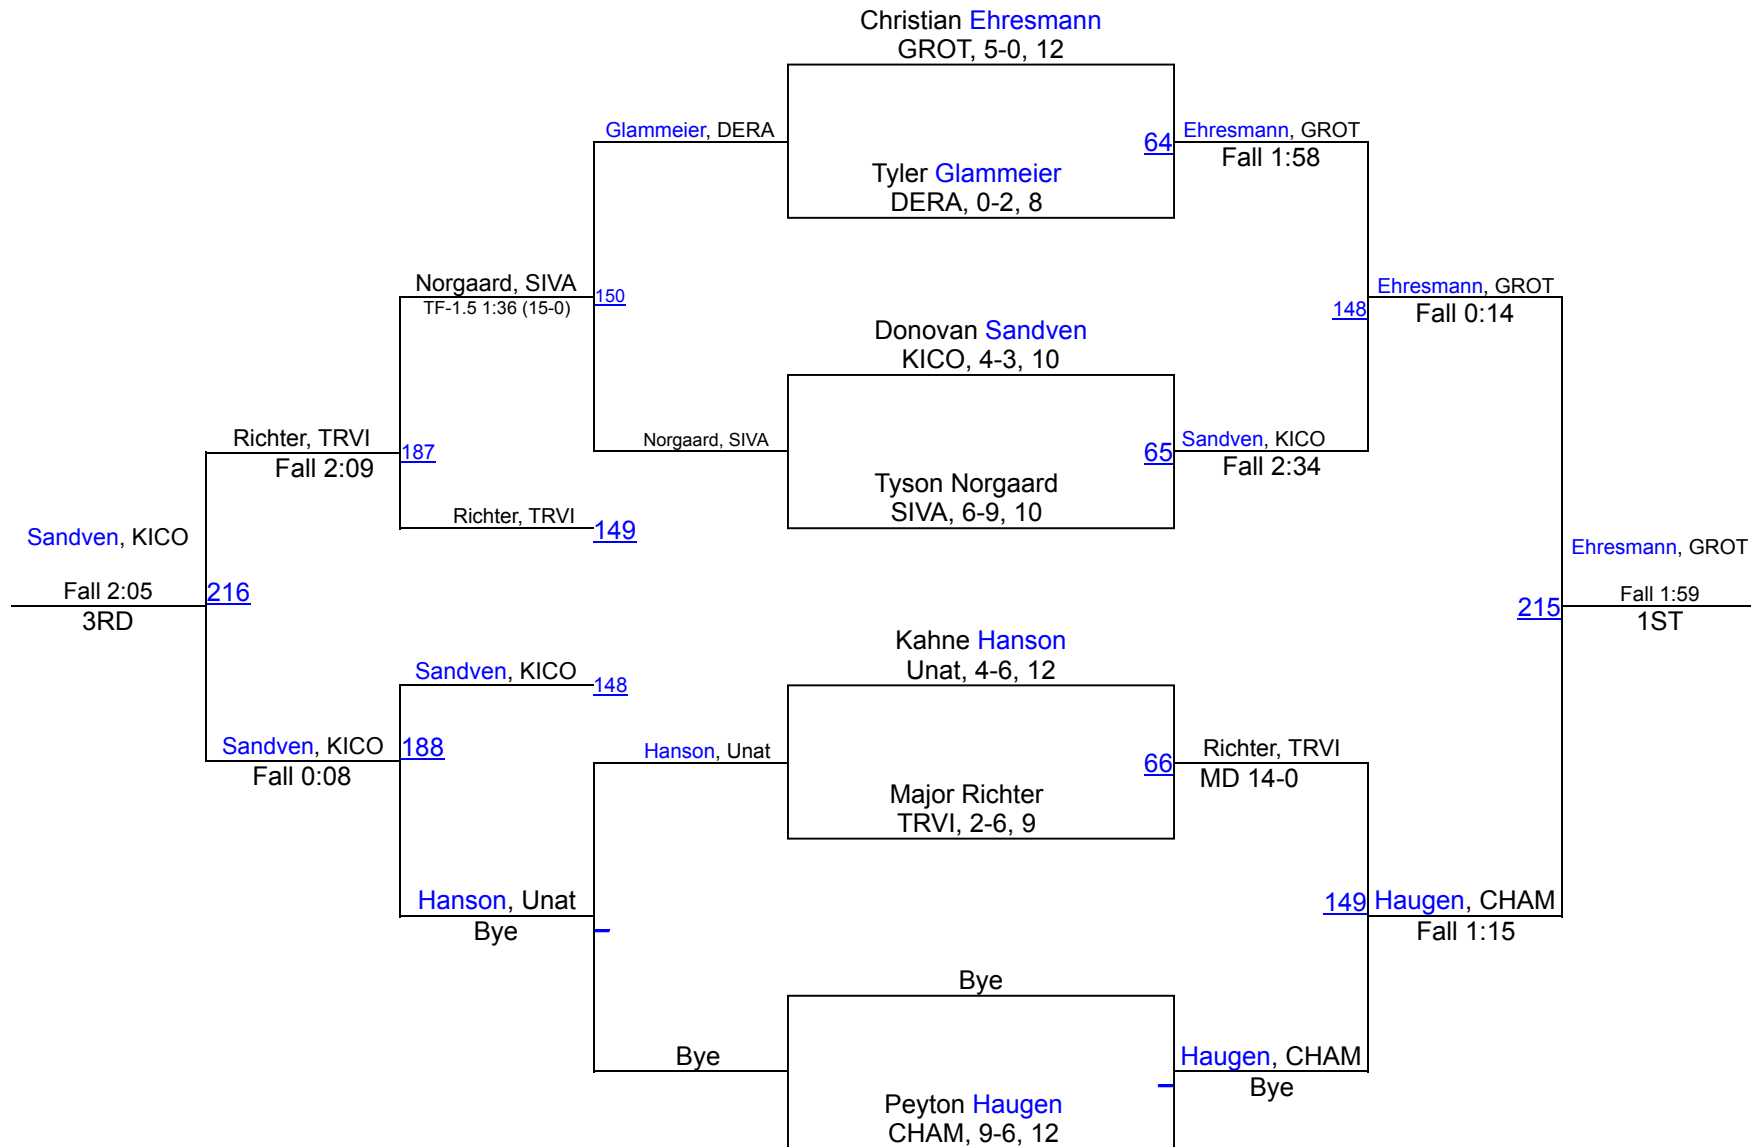 Christian Ehresmann
GROT, 5-0, 12
Glammeier, DERA
64
Ehresmann, GROT
Fall 1:58
Tyler Glammeier
DERA, 0-2, 8
Norgaard, SIVA
TF-1.5 1:36 (15-0)
150
148
Ehresmann, GROT
Fall 0:14
Donovan Sandven
KICO, 4-3, 10
Richter, TRVI
Fall 2:09
187
Norgaard, SIVA
65
Sandven, KICO
Fall 2:34
Tyson Norgaard
SIVA, 6-9, 10
Richter, TRVI
149
Sandven, KICO
Fall 2:05
3RD
216
215
Ehresmann, GROT
Fall 1:59
1ST
Kahne Hanson
Unat, 4-6, 12
Sandven, KICO
148
Sandven, KICO
Fall 0:08
188
Hanson, Unat
66
Richter, TRVI
MD 14-0
Major Richter
TRVI, 2-6, 9
Hanson, Unat
Bye
149
Haugen, CHAM
Fall 1:15
Bye
Bye
Haugen, CHAM
Bye
Peyton Haugen
CHAM, 9-6, 12